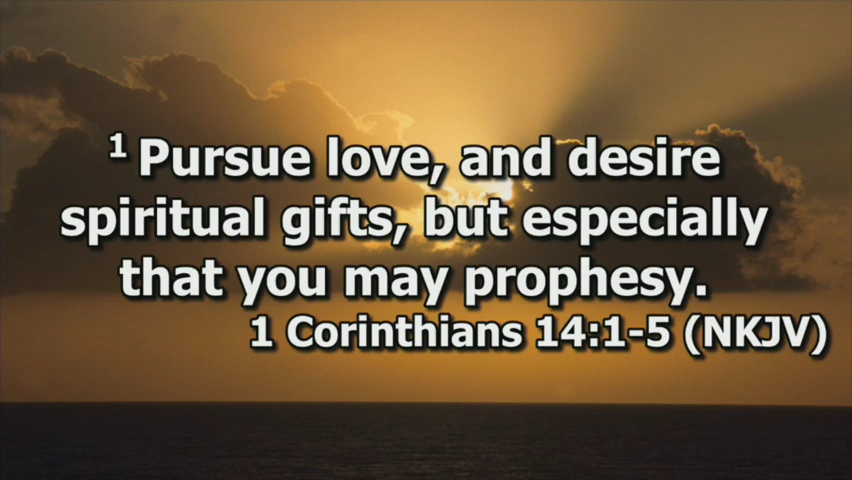 1 Pursue love, and desire
spiritual gifts, but especially
that you may prophesy.
1 Corinthians 14:1-5 (NKJV)